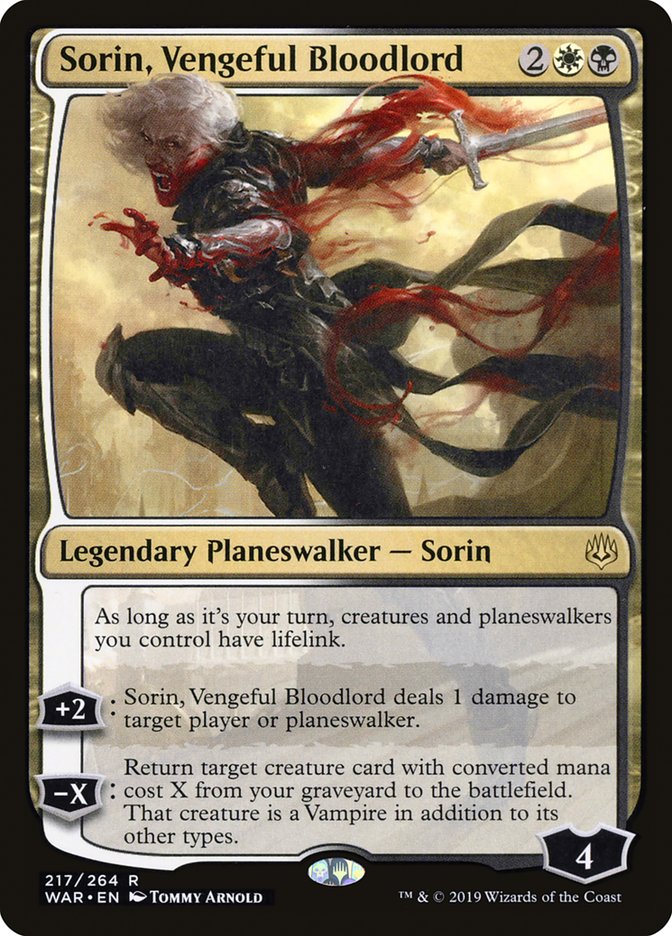 Sorin, Vengeful Bloodlord 2
Legendary Planeswalker — Sorin
As long as it's your turn, creatures and planeswalkers
you control have lifelink.
+2: Sorin, Vengeful Bloodlord deals 1 damage to
target player or planeswalker.
Return target creature card with converted mana
−X: cost X from your graveyard to the battlefield.
That creature is a Vampire in addition to its
other types.
4
217/264 R
WAR • EN Tommy Arnold
™ & © 2019 Wizards of the Coast